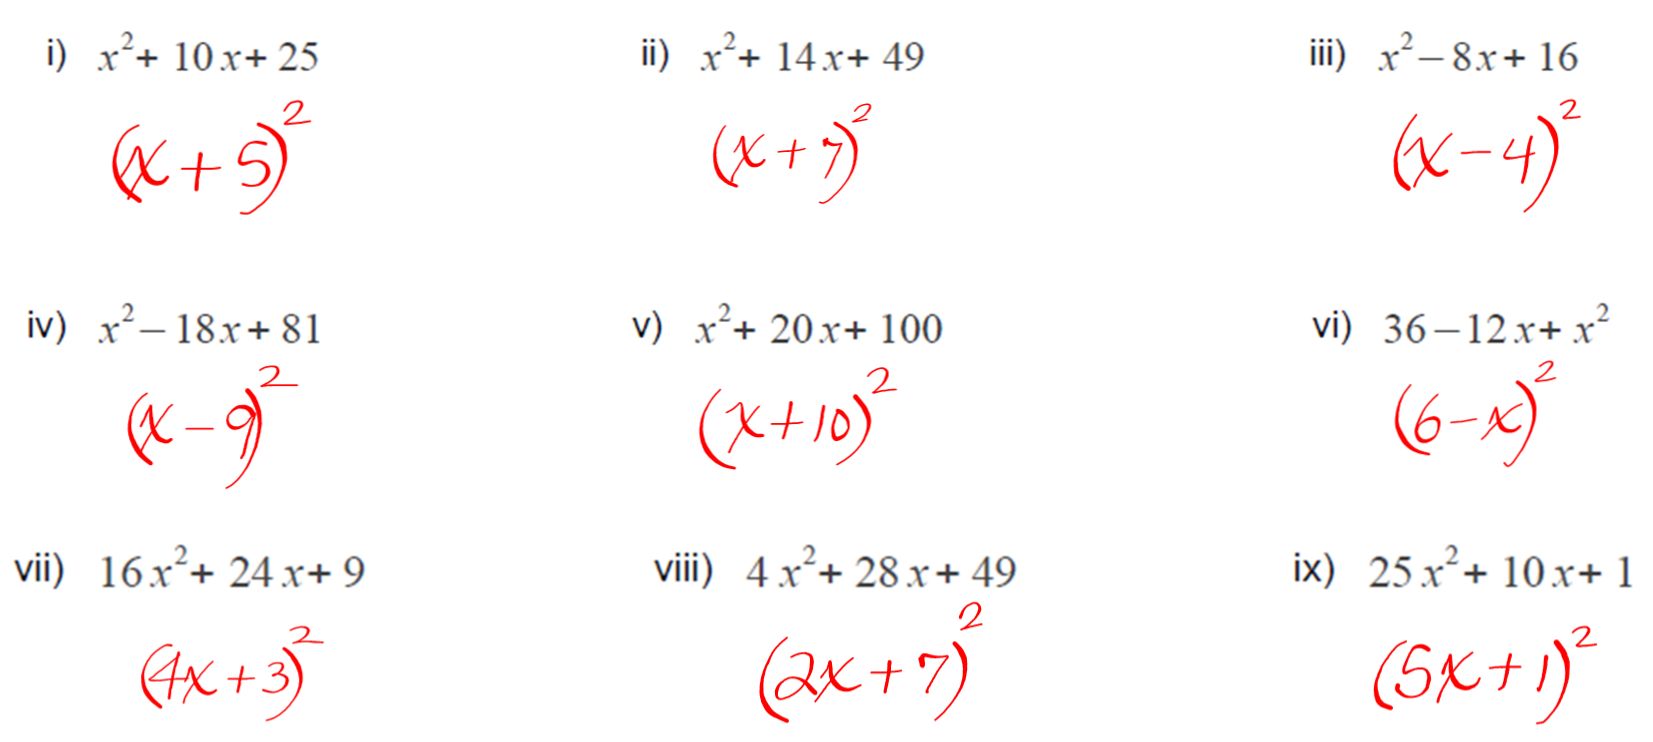 i) x²+ 10x+ 25
ii) x²+ 14x+ 49
iii) x²– 8x+ 16
(x+5)²
(x+7)²
(x-4)²
iv) x²– 18x+ 81
v) x²+ 20x+ 100
vi) 36–12x+ x²
(x-9)²
(x+10)²
(6-x)²
vii) 16x²+ 24x+ 9
viii) 4x²+ 28x+ 49
ix) 25x²+ 10x+ 1
(4x+3)²
(2x+7)²
(5x+1)²